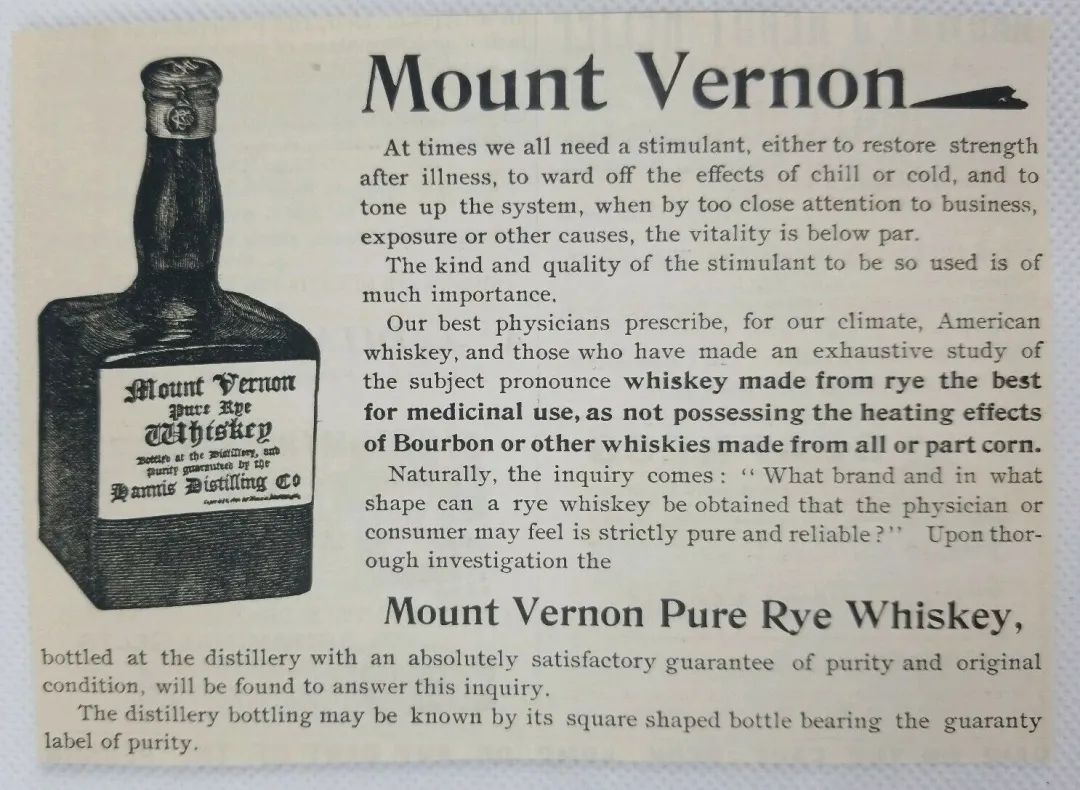 Mount Vernon
At times we all need a stimulant, either to restore strength
after illness, to ward off the effects of chill or cold, and to
tone up the system, when by too close attention to business,
exposure or other causes, the vitality is below par.
The kind and quality of the stimulant to be so used is of
much importance.
Our best physicians prescribe, for our climate, American
whiskey, and those who have made an exhaustive study of
the subject pronounce whiskey made from rye the best
for medicinal use, as not possessing the heating effects
of Bourbon or other whiskies made from all or part corn.
Naturally, the inquiry comes: "What brand and in what
shape can a rye whiskey be obtained that the physician or
consumer may feel is strictly pure and reliable?" Upon thor-
ough investigation the
Mount Vernon Pure Rye Whiskey,
bottled at the distillery with an absolutely satisfactory guarantee of purity and original
condition, will be found to answer this inquiry.
The distillery bottling may be known by its square shaped bottle bearing the guaranty
label of purity.
Mount Vernon
Pure Rye
Whiskey
Bottled at the Distillery, and
purity guaranteed by the
Hannis Distilling Co